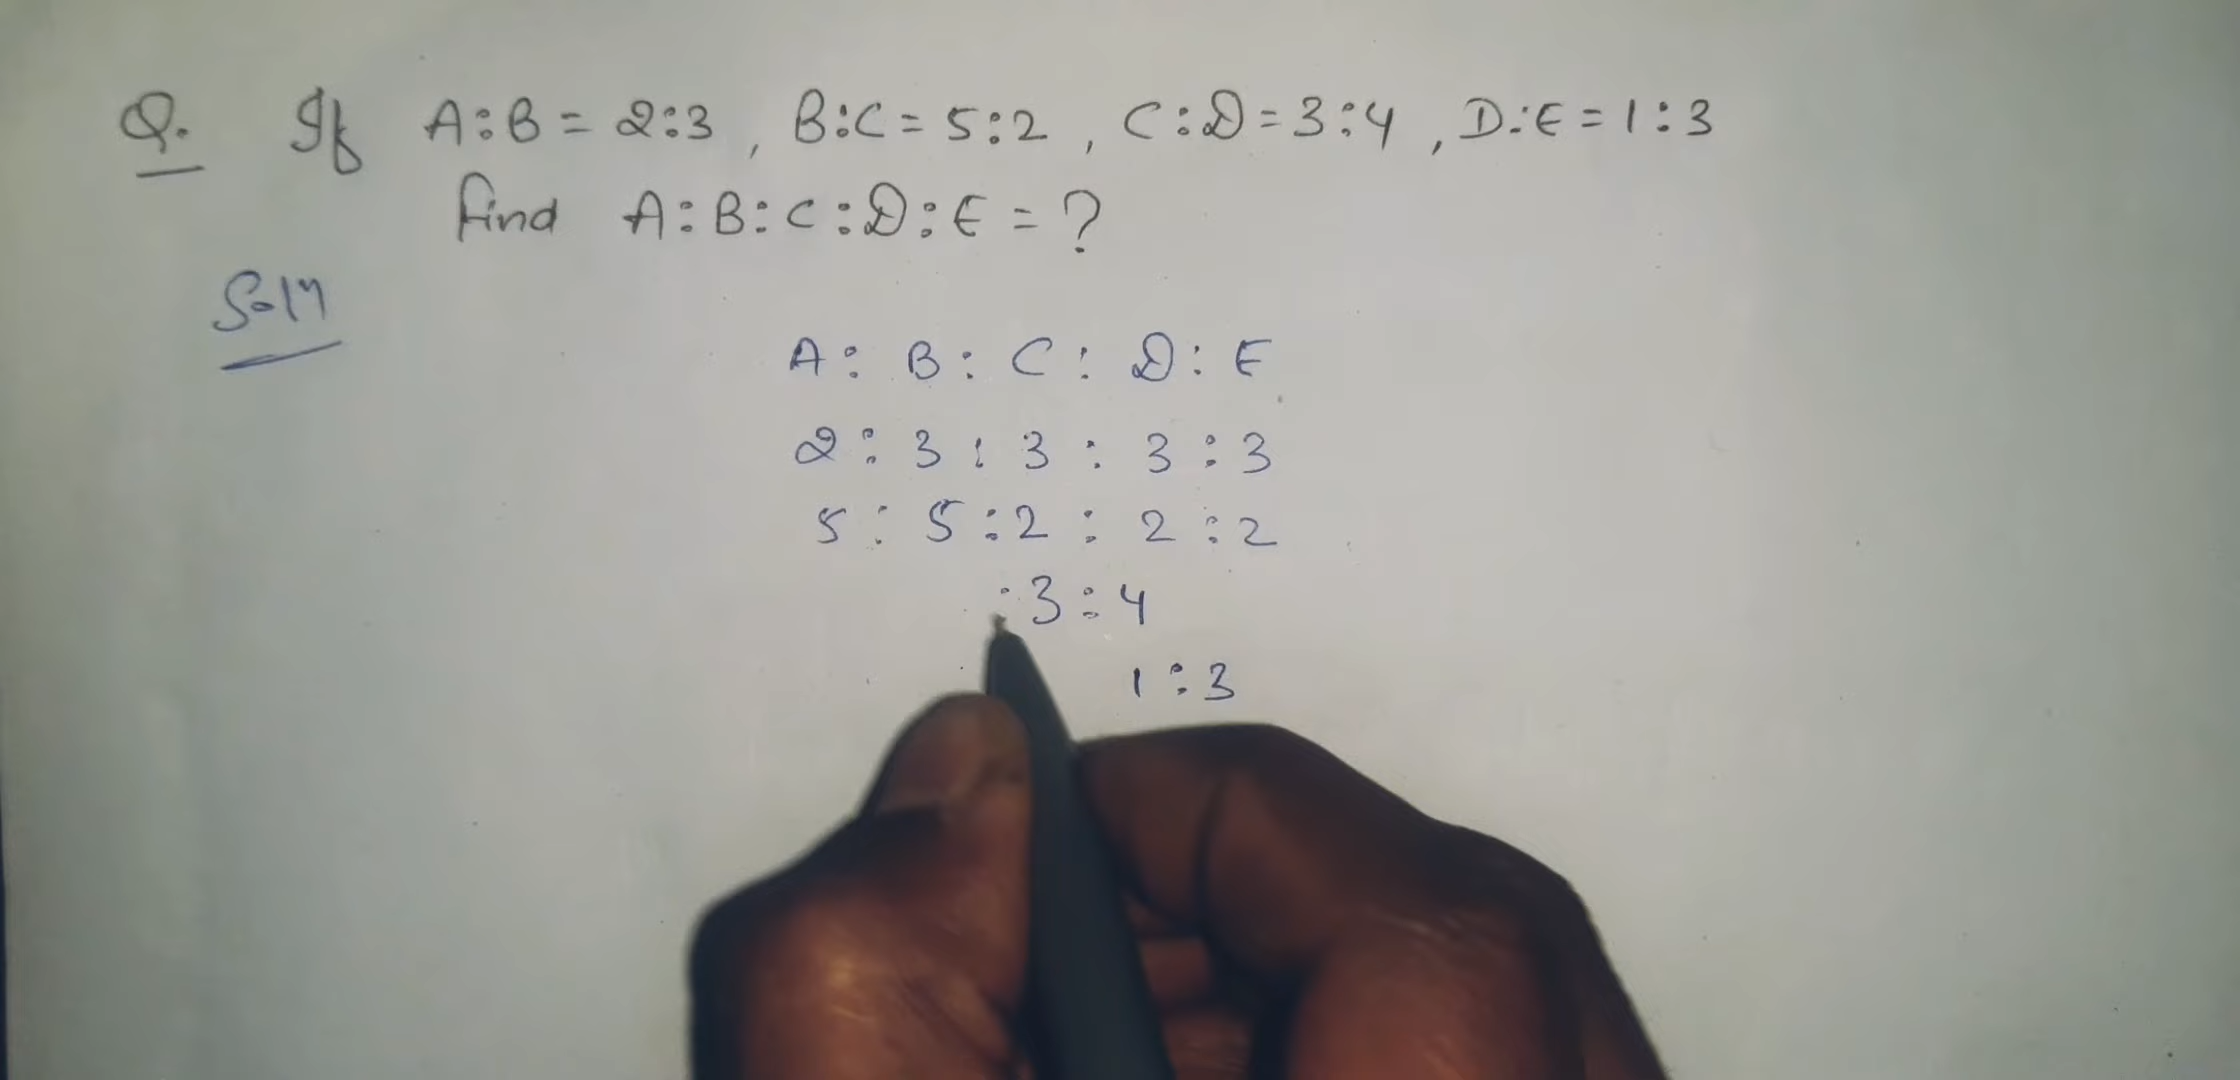 Q. If A:B = 2:3, B:C = 5:2, C:D = 3:4, D:E = 1:3
find A:B:C:D:E = ?
Soln
A: B: C: D: E
2: 3: 3: 3: 3
5: 5: 2: 2: 2
:3:4
1:3